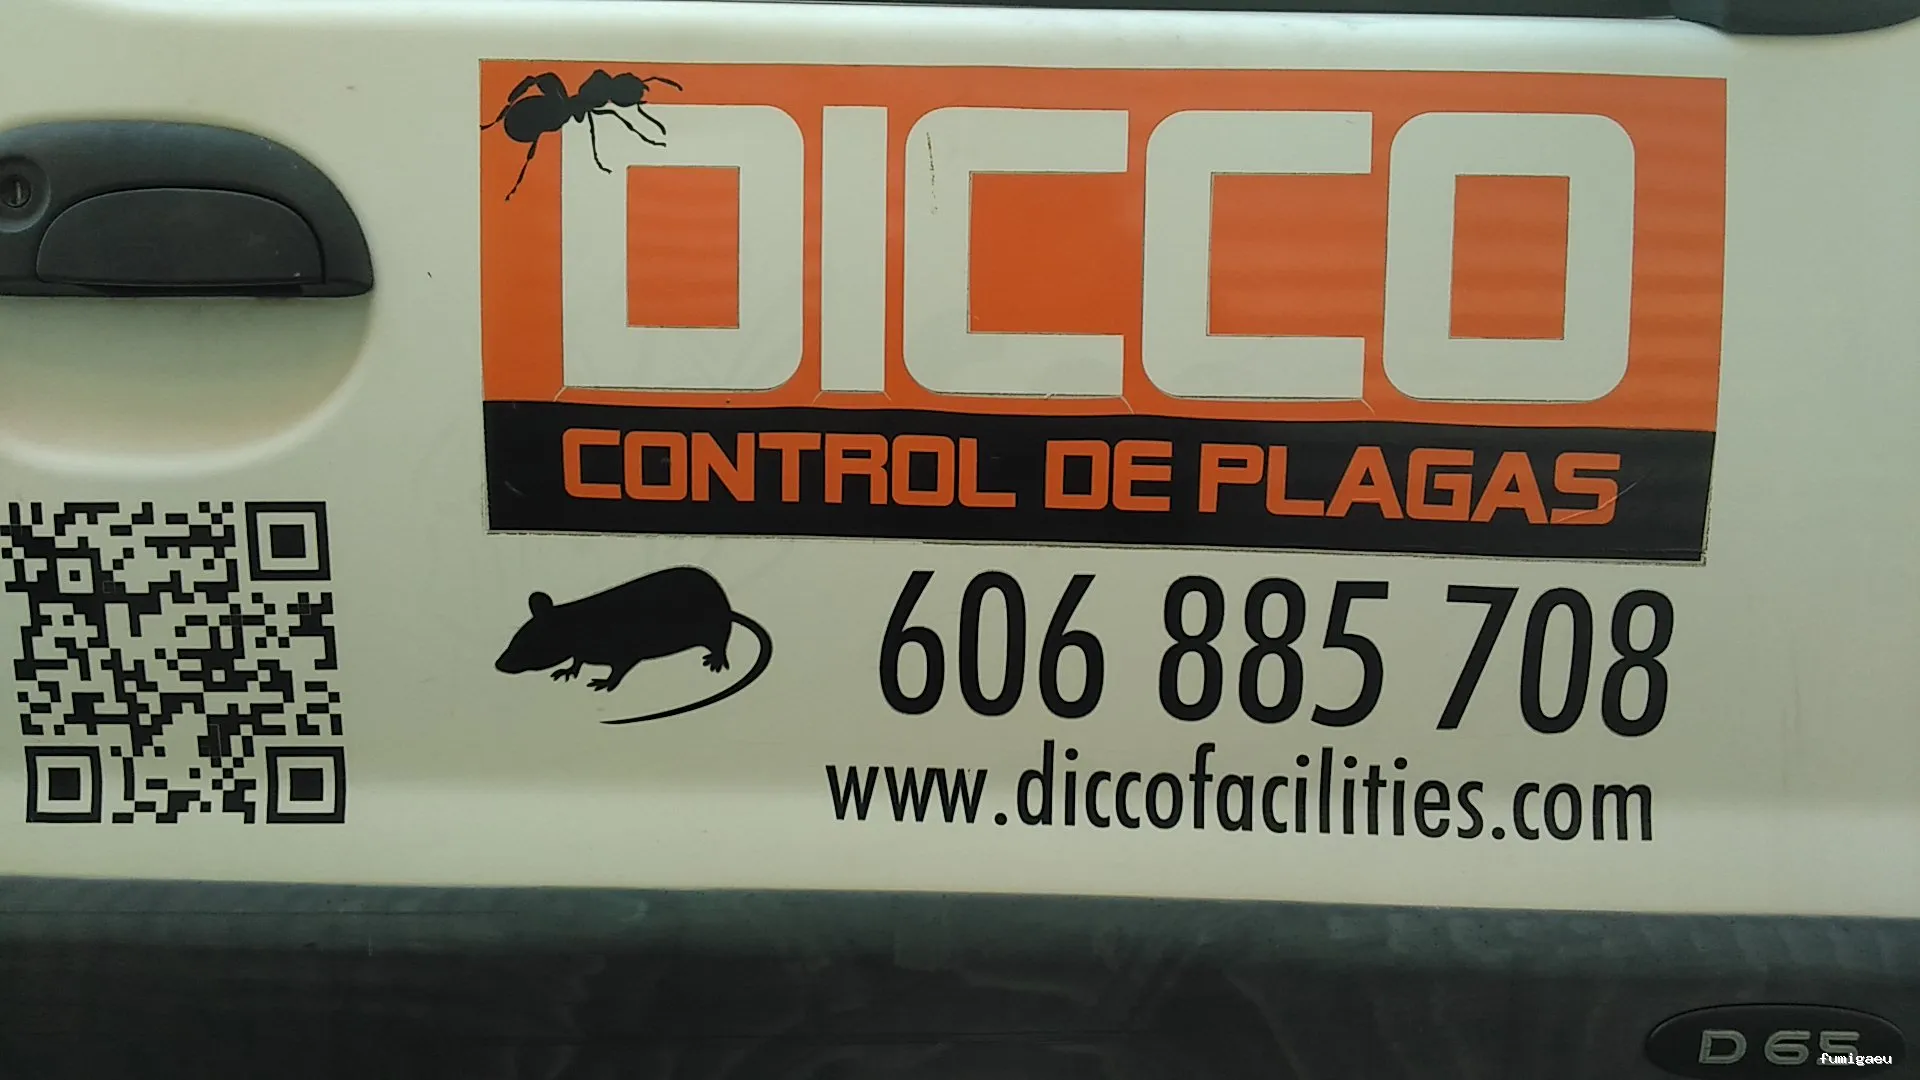 DICCO
CONTROL DE PLAGAS
606 885 708
www.diccofacilities.com
D 65
fumigaeu